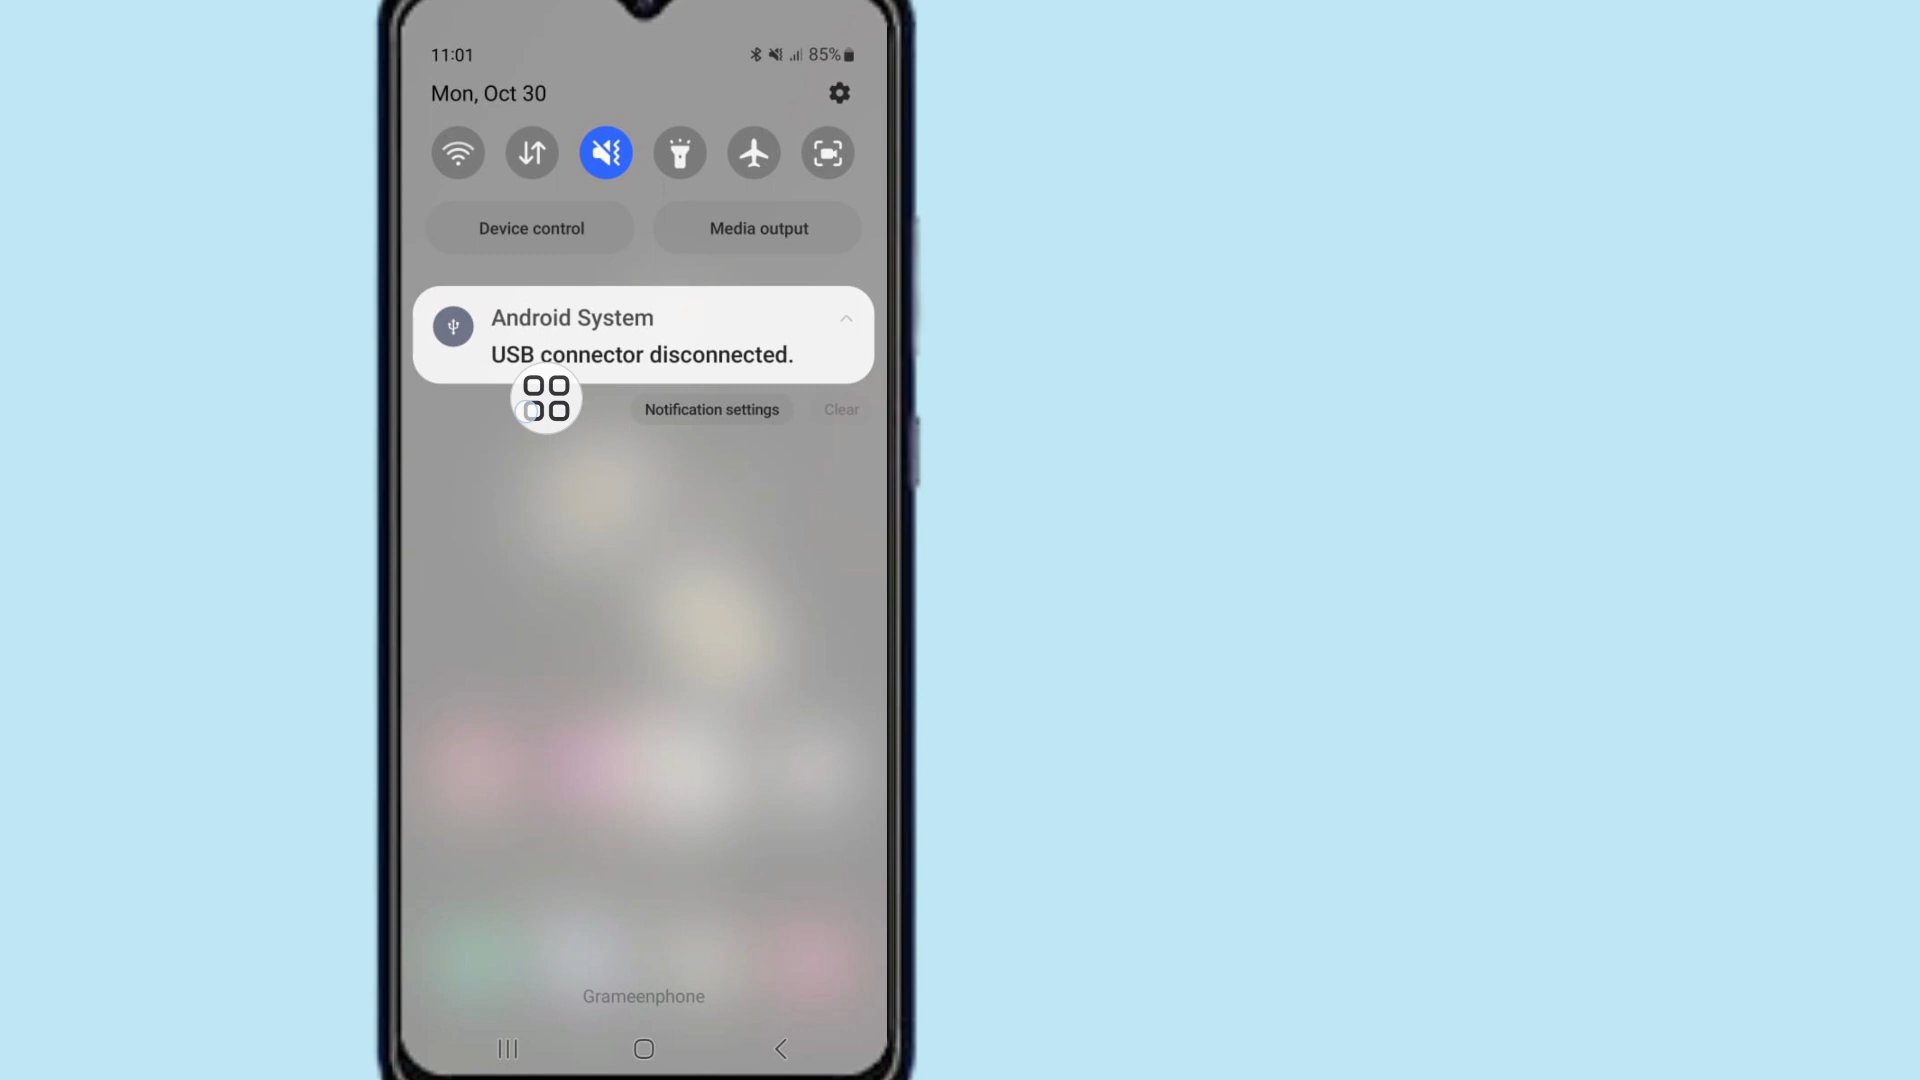 11:01 85%
Mon, Oct 30
Device control Media output
Android System
USB connector disconnected.
Notification settings Clear
Grameenphone